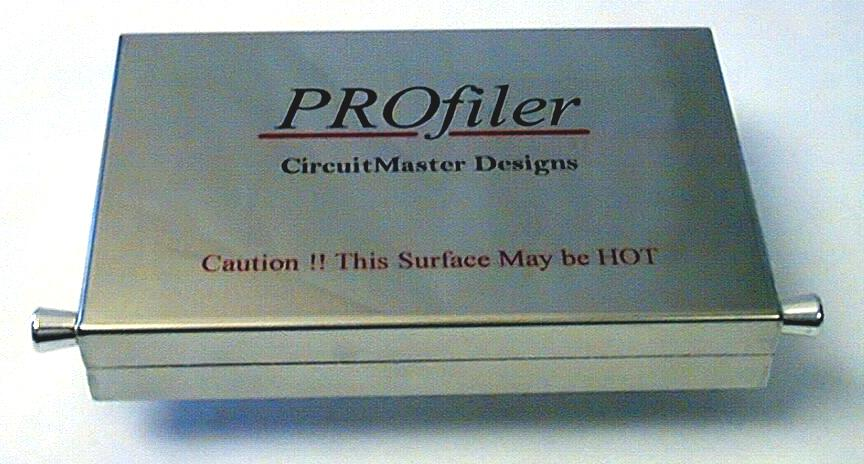 PROfiler
CircuitMaster Designs
Caution !! This Surface May be HOT